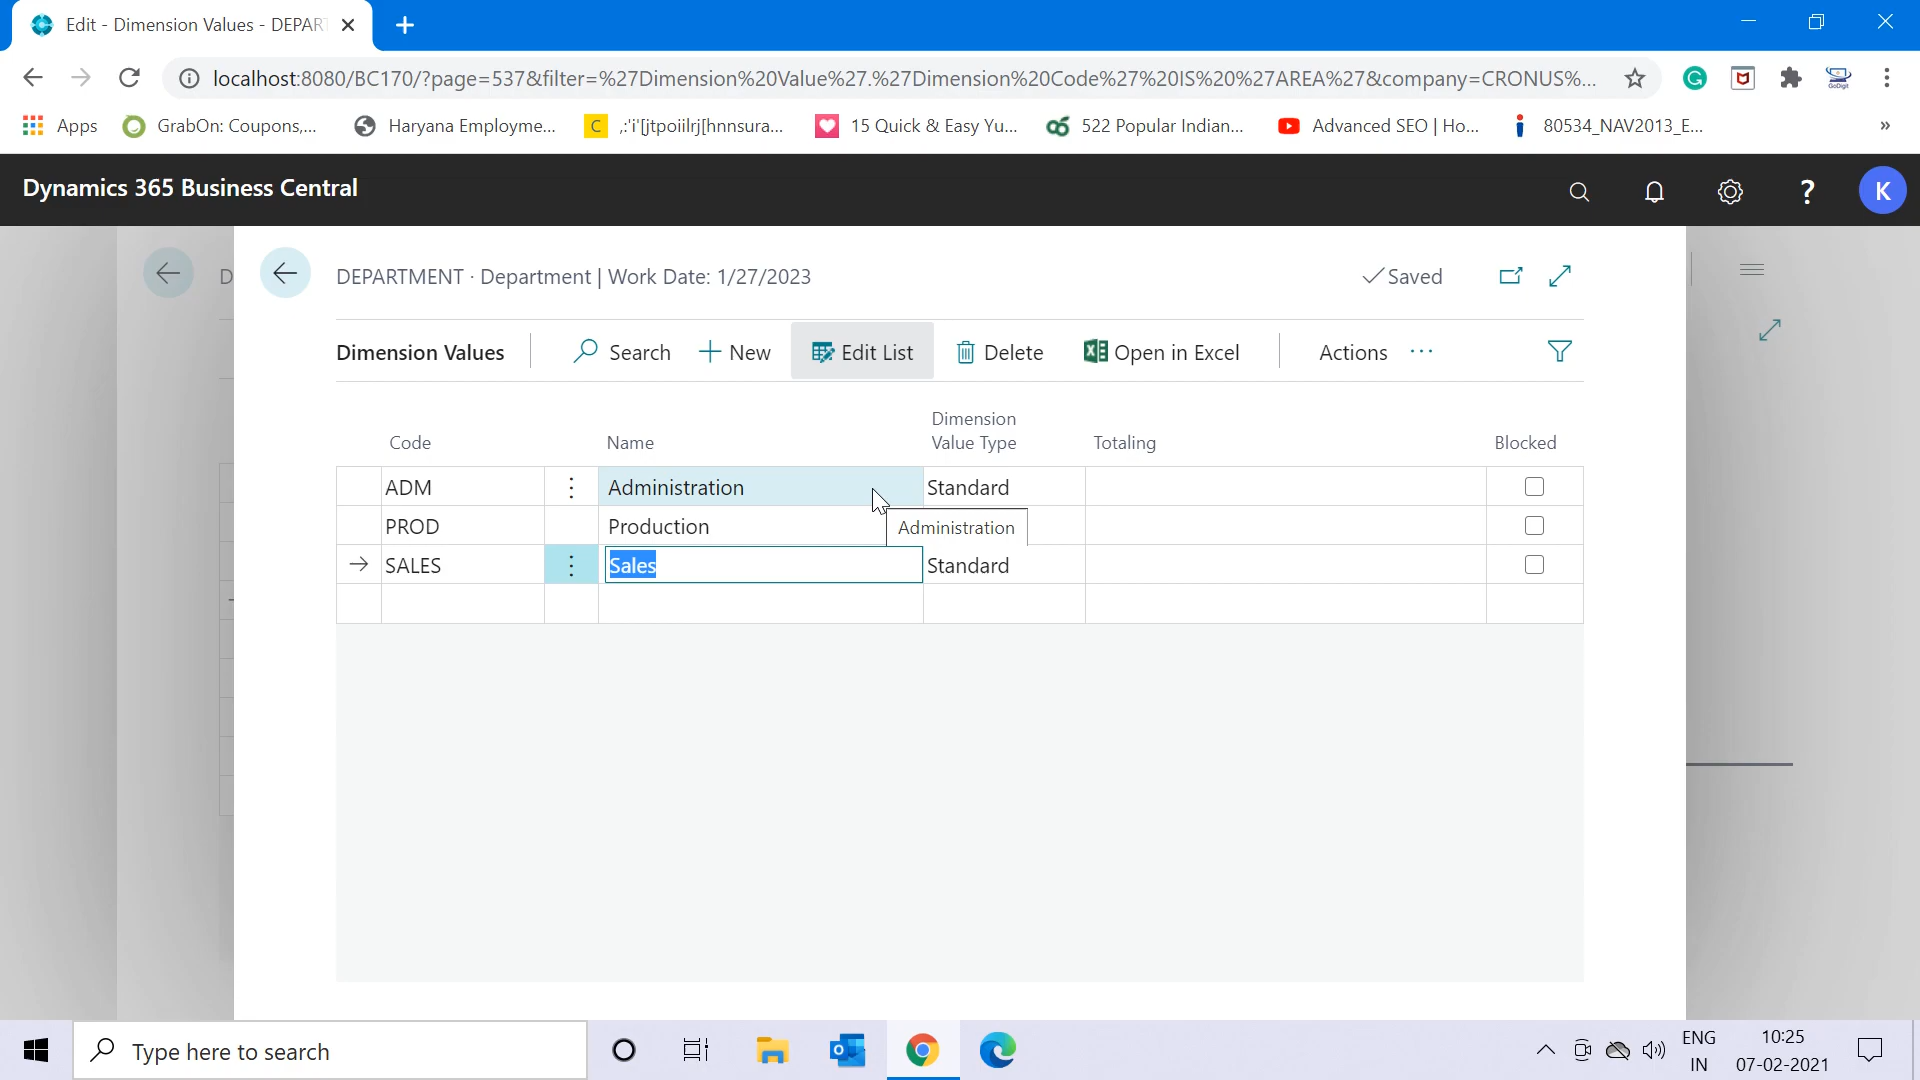 Edit - Dimension Values - DEPAR
localhost:8080/BC170/?page=537&filter=%27Dimension%20Value%27.%27Dimension%20Code%27%20IS%20%27AREA%27&company=CRONUS%...
GoDigit
Apps
GrabOn: Coupons,...
Haryana Employme...
C
,:'i'[jtpoiilrj[hnnsura...
15 Quick & Easy Yu...
522 Popular Indian...
Advanced SEO | Ho...
80534_NAV2013_E...
»
Dynamics 365 Business Central
?
K
D
DEPARTMENT · Department | Work Date: 1/27/2023
Saved
Dimension Values
Search
New
Edit List
Delete
Open in Excel
Actions
Code
Name
Dimension
Value Type
Totaling
Blocked
ADM
Administration
Standard
PROD
Production
Administration
SALES
Sales
Standard
Type here to search
ENG
IN
10:25
07-02-2021